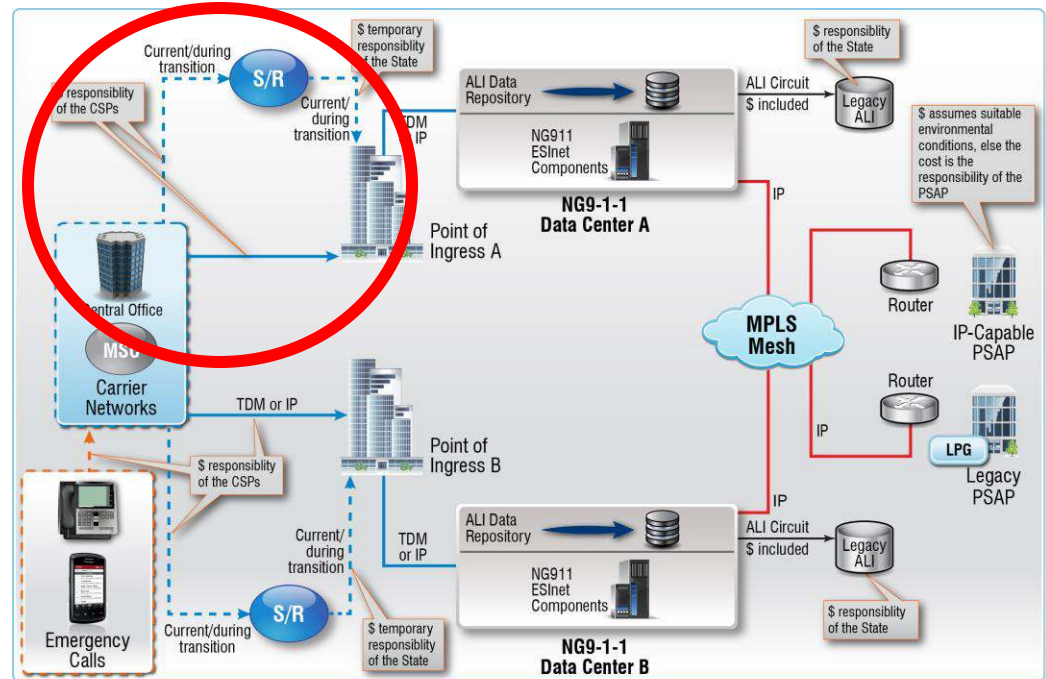 $ temporary
responsiblity
of the State
$ responsiblity
of the State
Current/during
transition
S/R
$ responsiblity
of the CSPs
Current/
during
transition
TDM
or IP
ALI Data
Repository
NG911
ESInet
Components
NG9-1-1
Data Center A
ALI Circuit
$ included
Legacy
ALI
$ assumes suitable
environmental
conditions, else the
cost is the
responsibility of the
PSAP
IP
Point of
Ingress A
Central Office
MSC
Carrier
Networks
MPLS
Mesh
Router
IP-Capable
PSAP
Router
IP
LPG
Legacy
PSAP
TDM or IP
Point of
Ingress B
$ responsiblity
of the CSPs
Emergency
Calls
Current/during
transition
S/R
Current/
during
transition
$ temporary
responsiblity
of the State
TDM
or IP
IP
ALI Data
Repository
NG911
ESInet
Components
NG9-1-1
Data Center B
ALI Circuit
$ included
Legacy
ALI
$ responsiblity
of the State